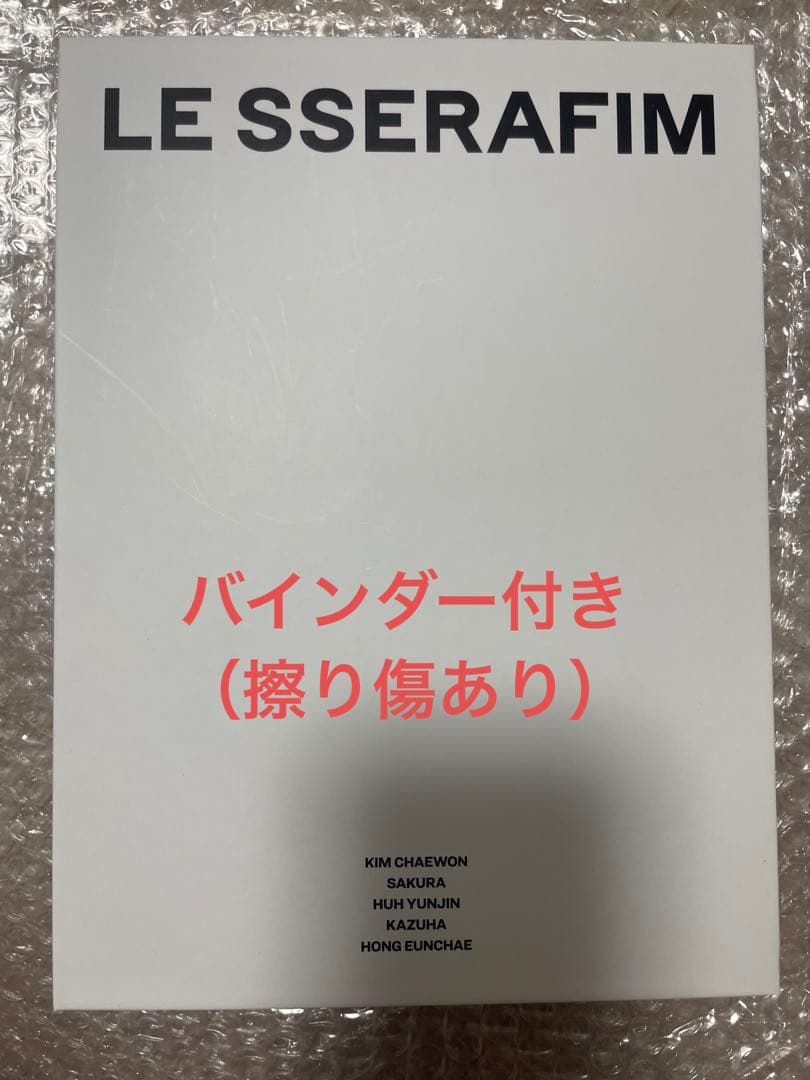 LE SSERAFIM
バインダー付き
（擦り傷あり）
KIM CHAEWON
SAKURA
HUH YUNJIN
KAZUHA
HONG EUNCHAE